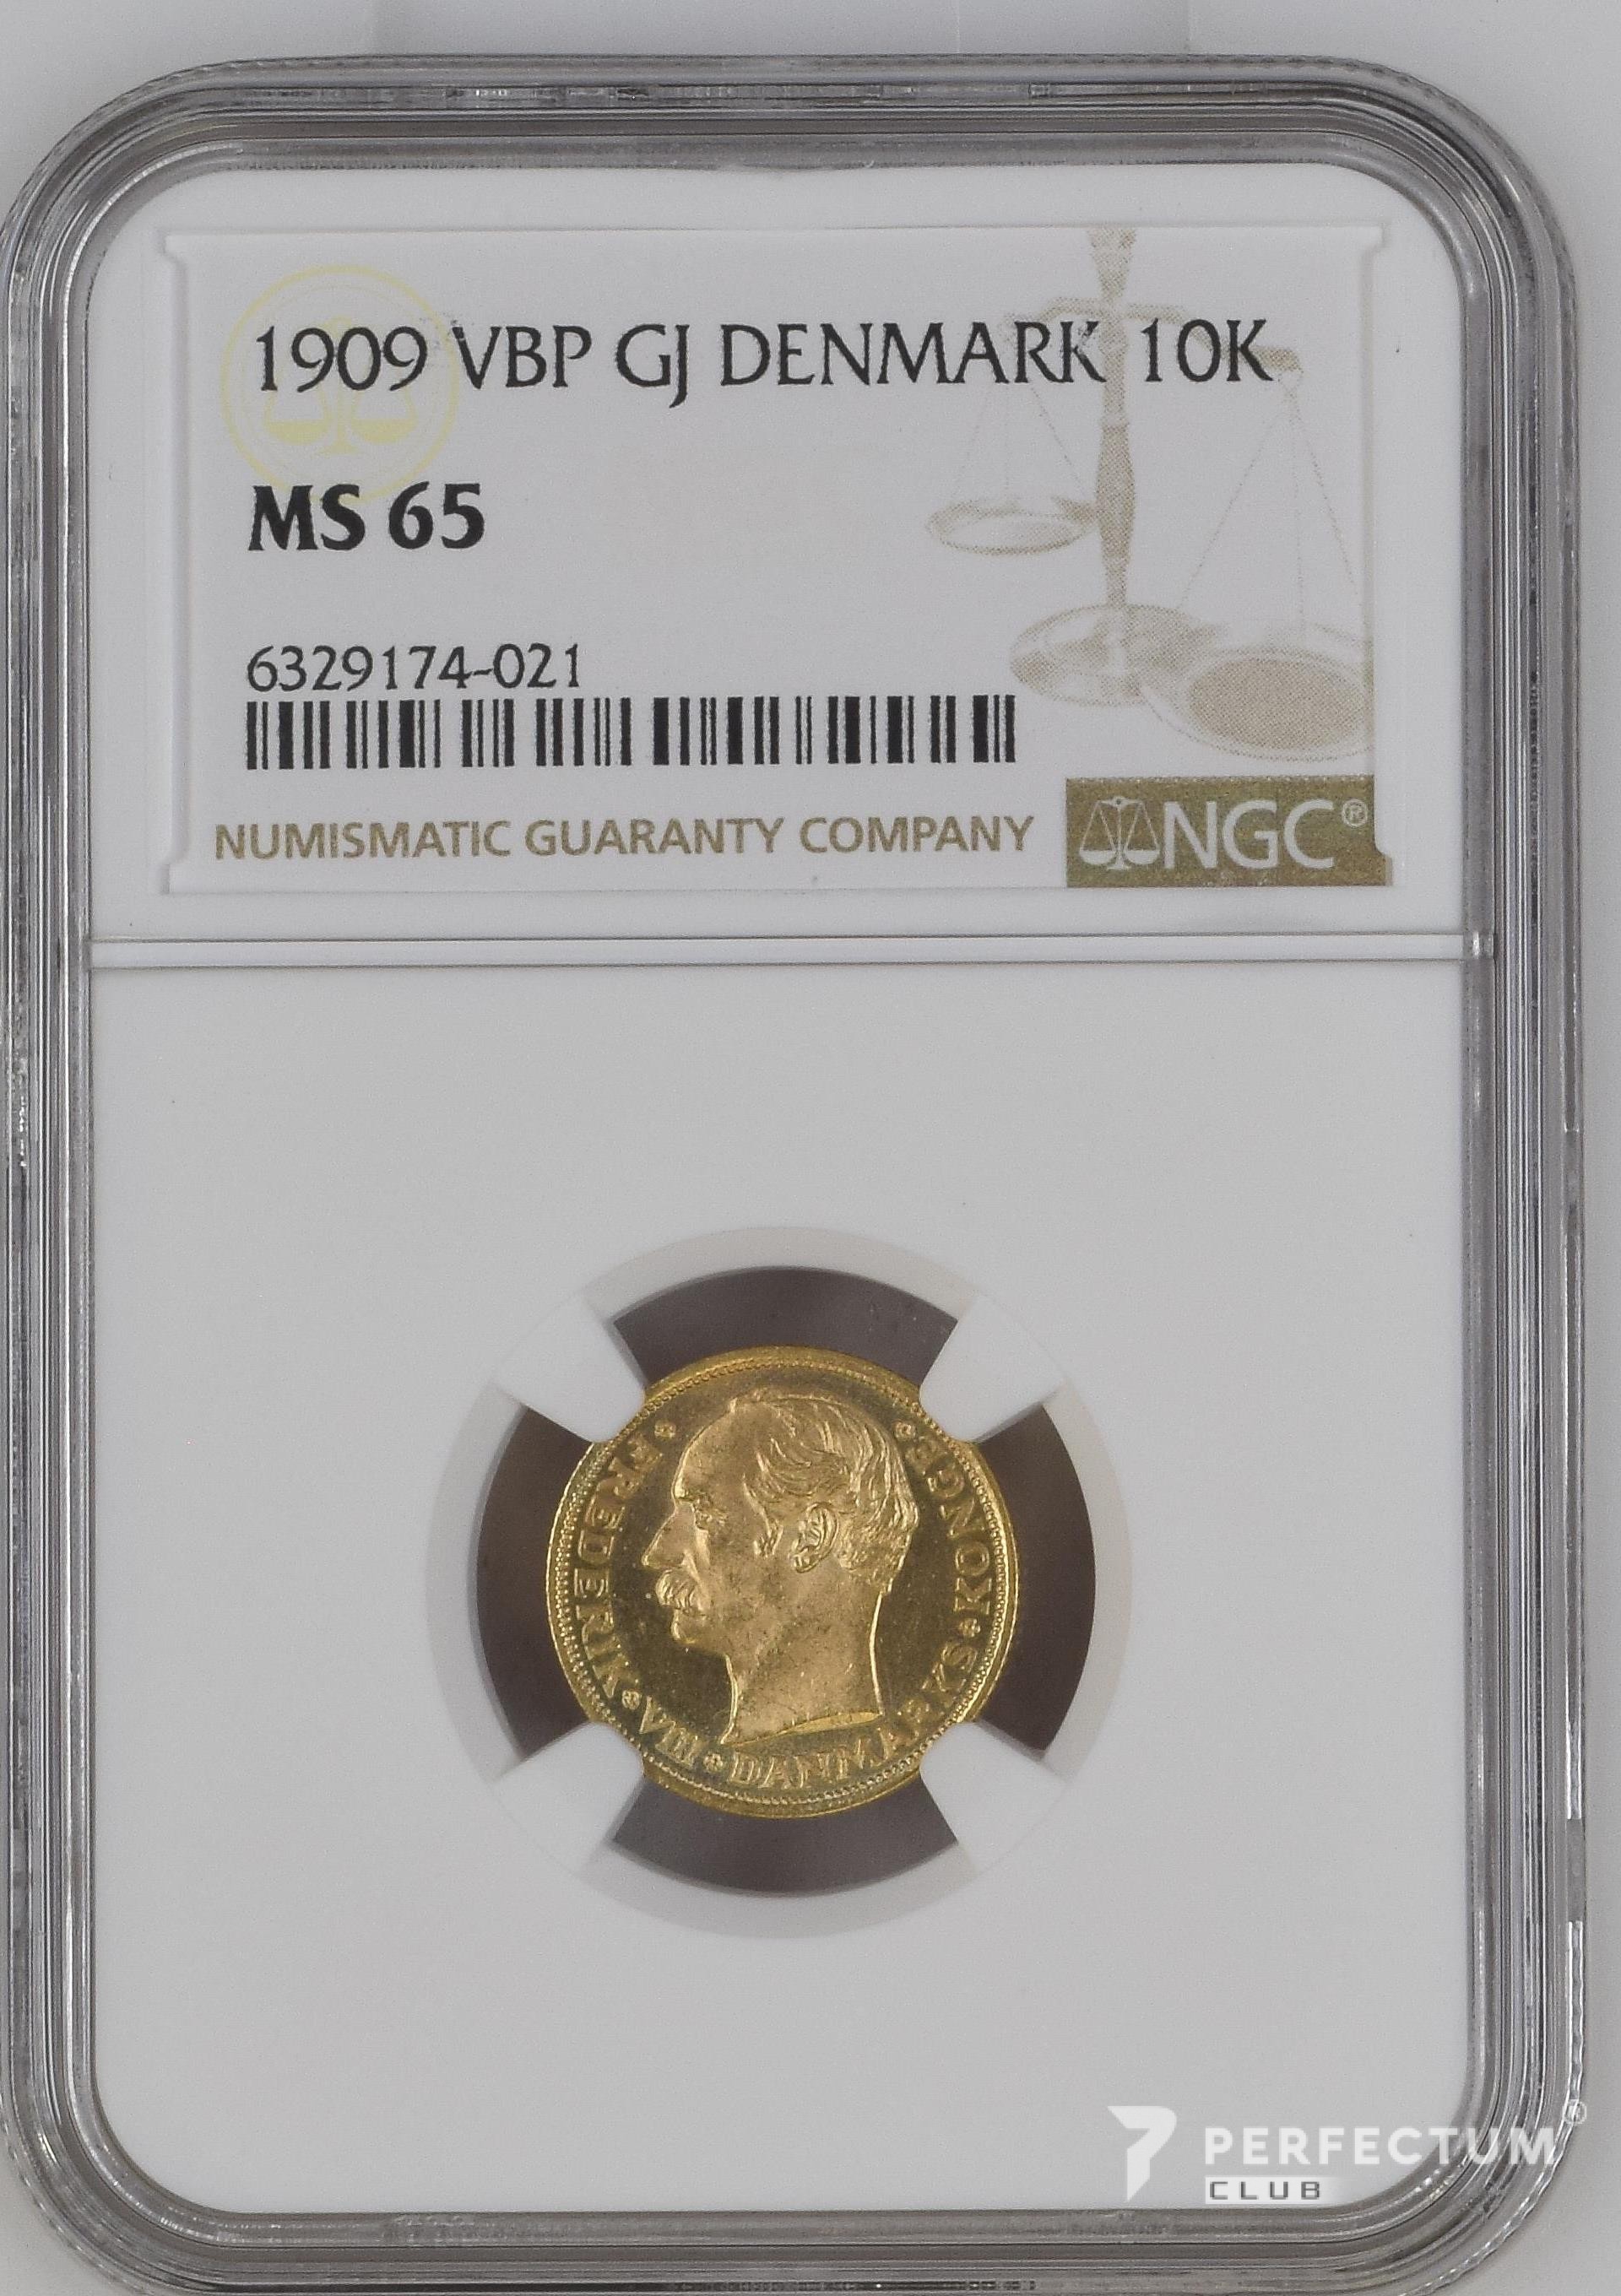 1909 VBP GJ DENMARK 10K
MS 65
6329174-021
NUMISMATIC GUARANTY COMPANY
NGC®
FREDERIK VIII DANMARKS KONGE
PERFECTUM®
CLUB